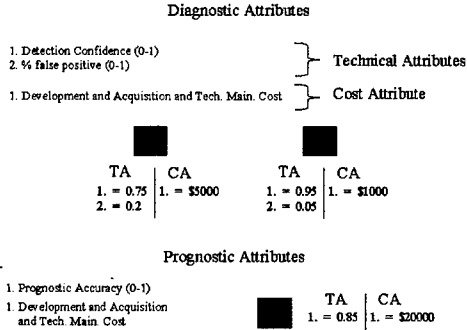 Diagnostic Attributes
1. Detection Confidence (0-1)
2. % false positive (0-1)
Technical Attributes
1. Development and Acquisition and Tech. Main. Cost
Cost Attribute
TA CA
1. = 0.75 1. = $5000
2. = 0.2
TA CA
1. = 0.95 1. = $1000
2. = 0.05
Prognostic Attributes
1. Prognostic Accuracy (0-1)
1. Development and Acquisition
and Tech. Main. Cost
TA CA
1. = 0.85 1. = $20000